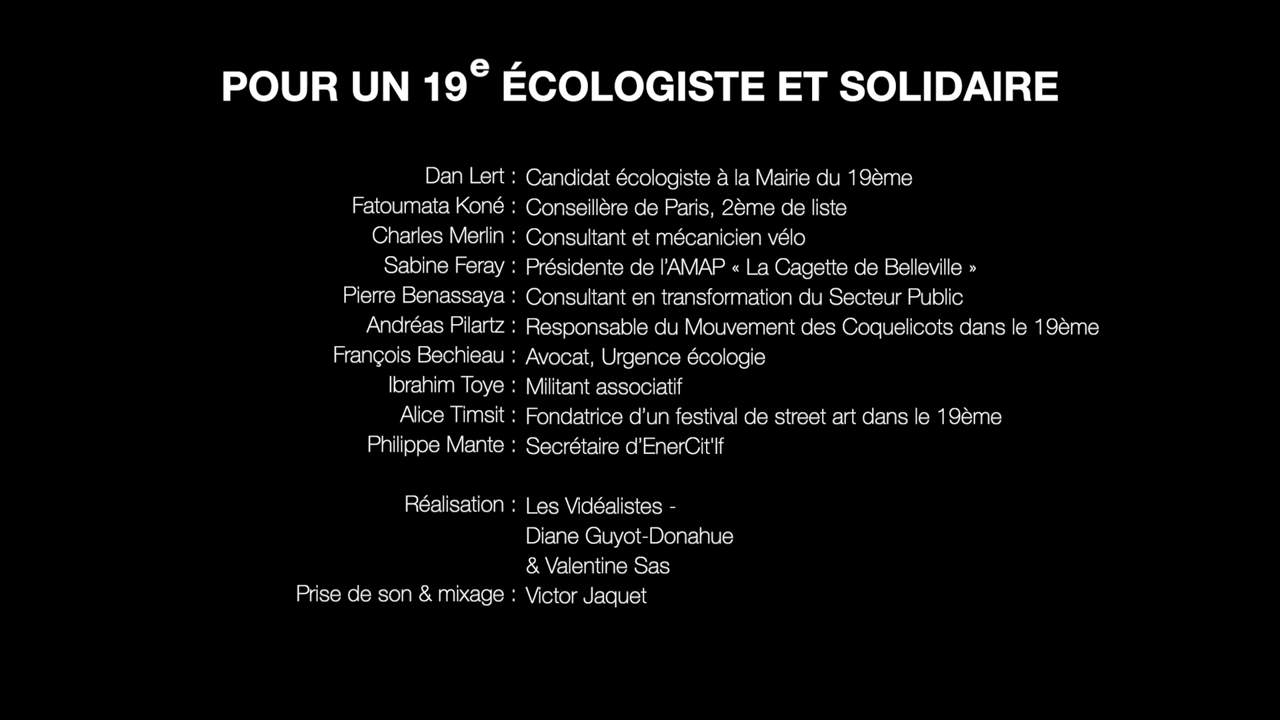 POUR UN 19e ÉCOLOGISTE ET SOLIDAIRE
Dan Lert : Candidat écologiste à la Mairie du 19ème
Fatoumata Koné : Conseillère de Paris, 2ème de liste
Charles Merlin : Consultant et mécanicien vélo
Sabine Feray : Présidente de l'AMAP « La Cagette de Belleville »
Pierre Benassaya : Consultant en transformation du Secteur Public
Andréas Pilartz : Responsable du Mouvement des Coquelicots dans le 19ème
François Bechieau : Avocat, Urgence écologie
Ibrahim Toye : Militant associatif
Alice Timsit : Fondatrice d'un festival de street art dans le 19ème
Philippe Mante : Secrétaire d'EnerCit'If
Réalisation : Les Vidéalistes -
Diane Guyot-Donahue
& Valentine Sas
Prise de son & mixage : Victor Jaquet